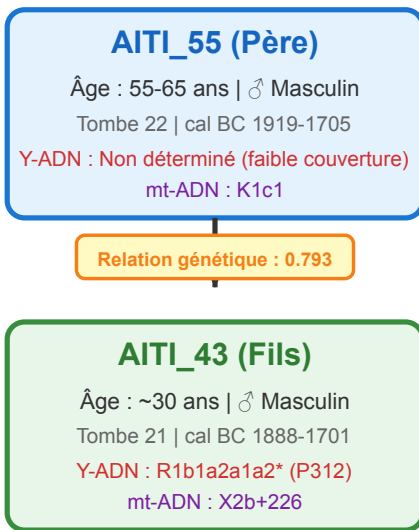 AITI_55 (Père)
Âge : 55-65 ans | ♂ Masculin
Tombe 22 | cal BC 1919-1705
Y-ADN : Non déterminé (faible couverture)
mt-ADN : K1c1
Relation génétique : 0.793
AITI_43 (Fils)
Âge : ~30 ans | ♂ Masculin
Tombe 21 | cal BC 1888-1701
Y-ADN : R1b1a2a1a2* (P312)
mt-ADN : X2b+226